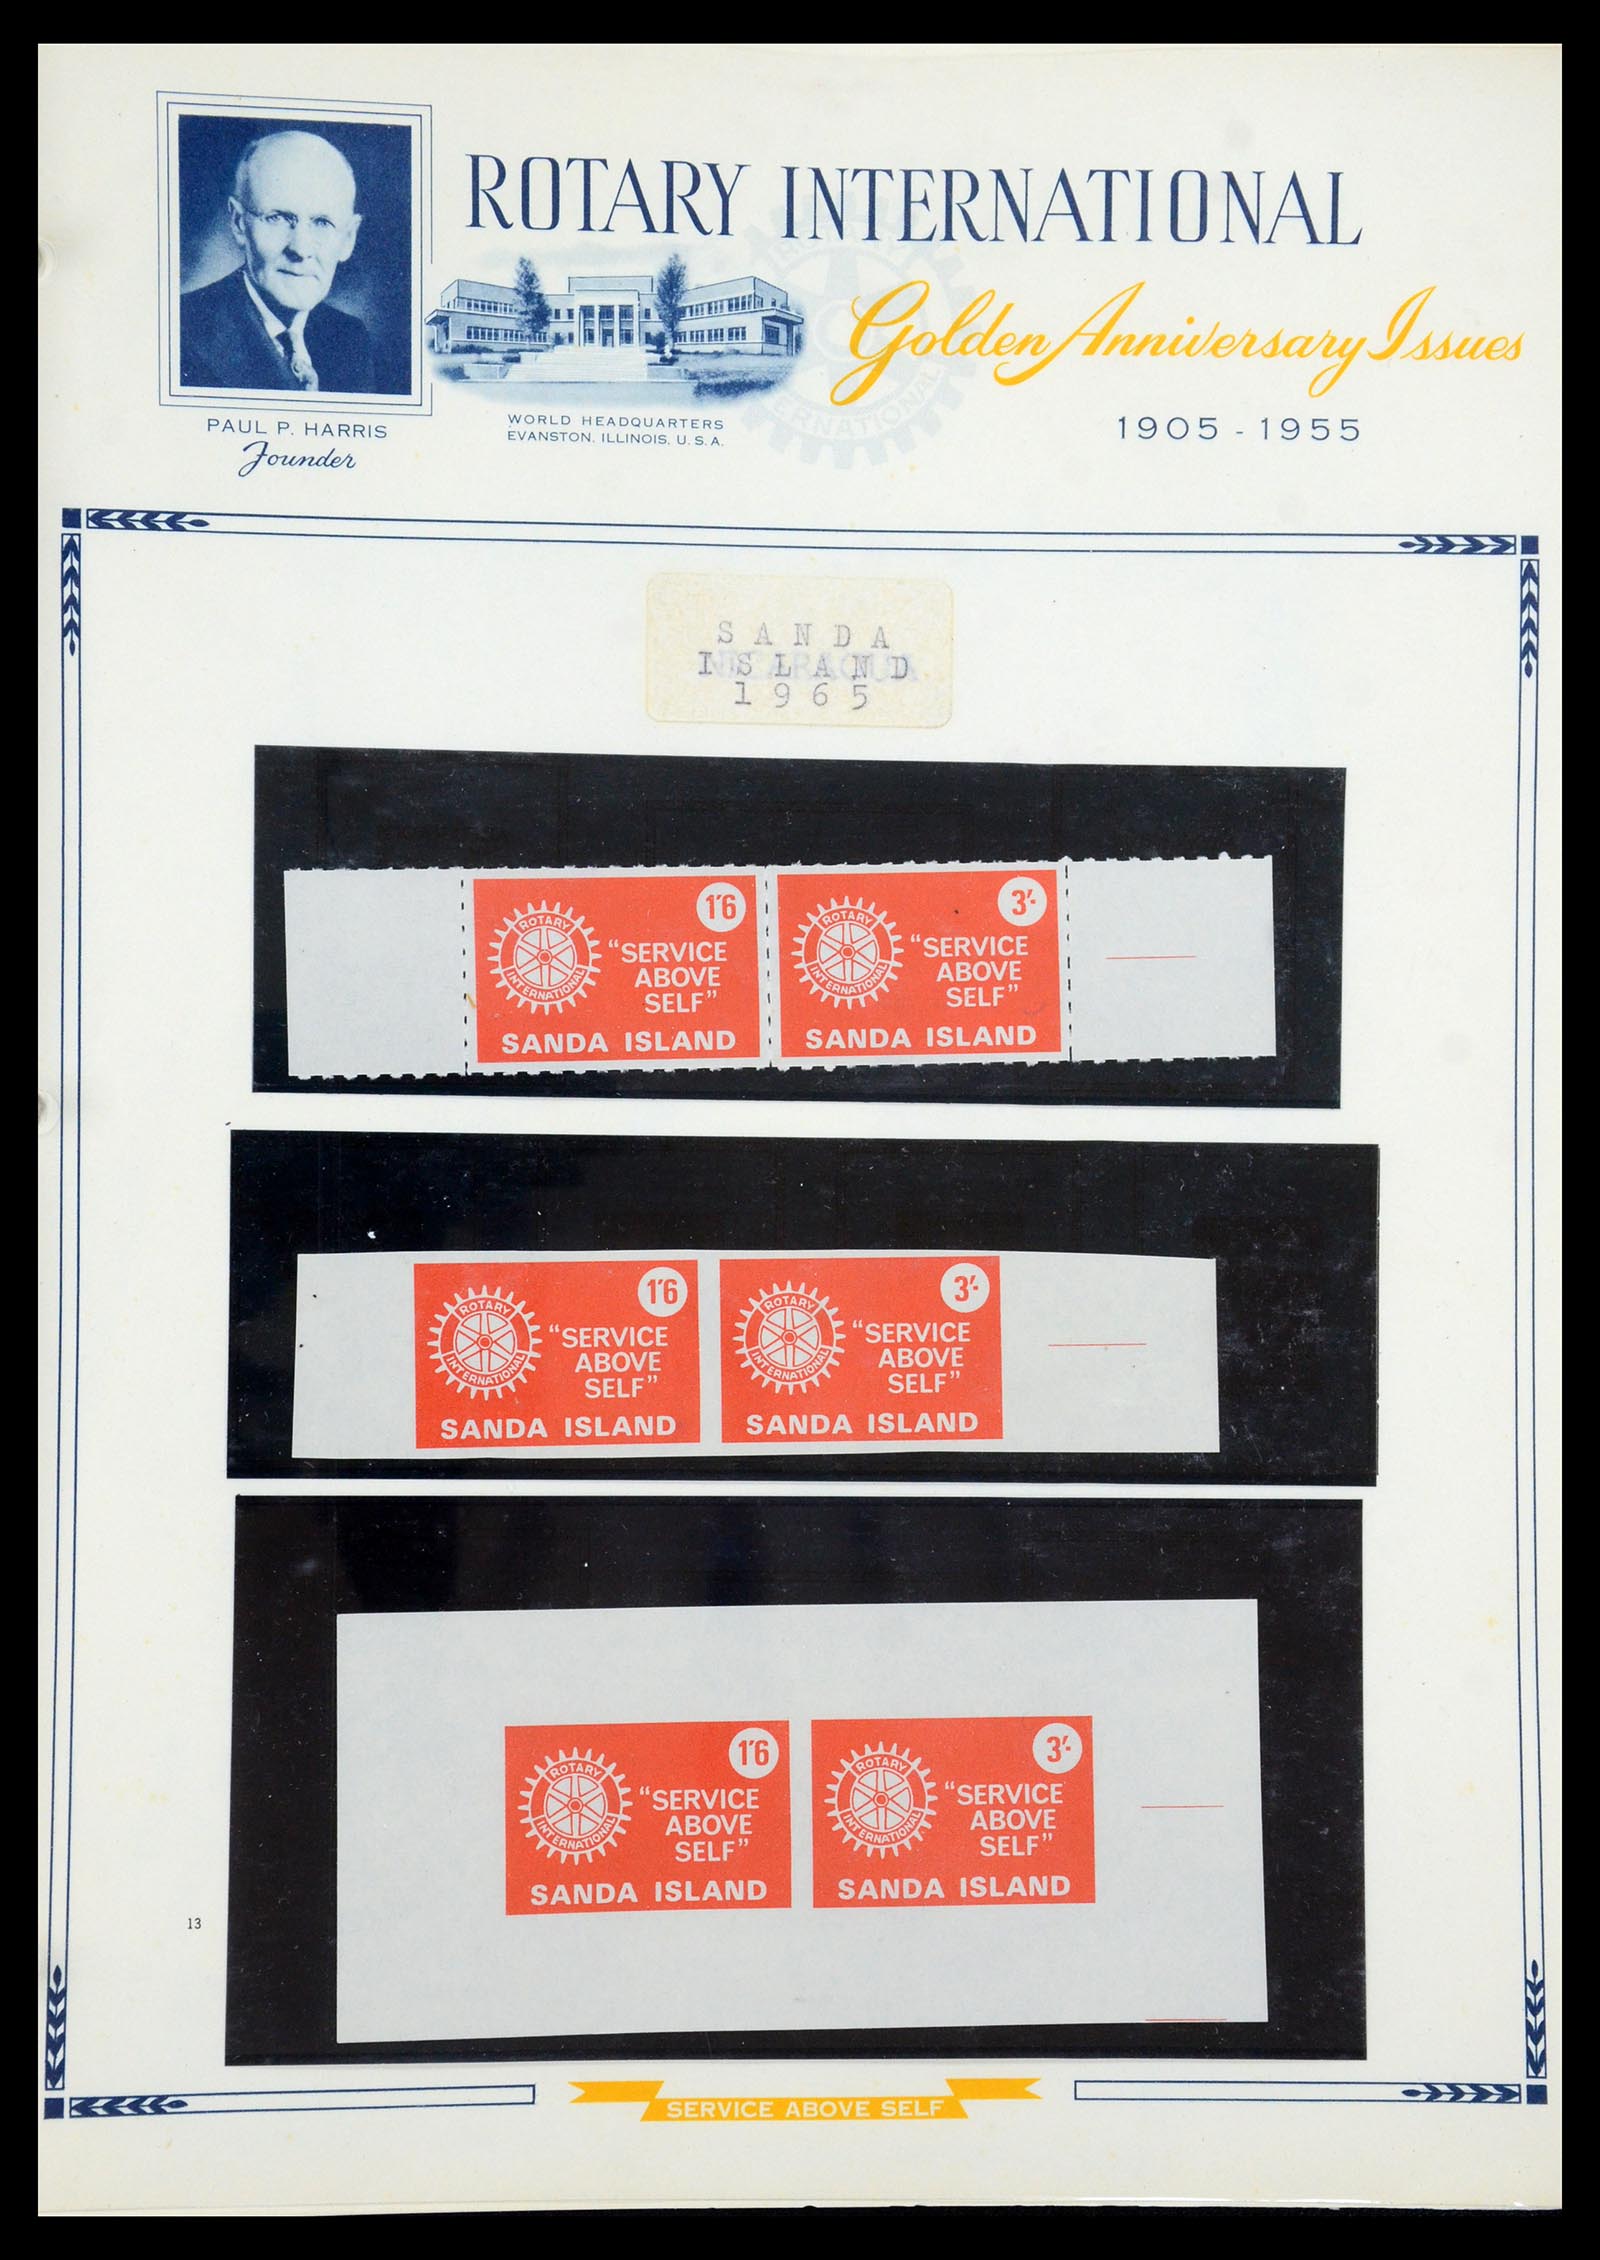 ROTARY INTERNATIONAL
Golden Anniversary Issues
1905 - 1955
PAUL P. HARRIS
Founder
WORLD HEADQUARTERS
EVANSTON, ILLINOIS, U.S.A.
SANDA
ISLAND
NICARAGUA
1965
1'6
ROTARY
INTERNATIONAL
"SERVICE
ABOVE
SELF"
SANDA ISLAND
3'-
ROTARY
INTERNATIONAL
"SERVICE
ABOVE
SELF"
SANDA ISLAND
1'6
ROTARY
INTERNATIONAL
"SERVICE
ABOVE
SELF"
SANDA ISLAND
3'-
ROTARY
INTERNATIONAL
"SERVICE
ABOVE
SELF"
SANDA ISLAND
1'6
ROTARY
INTERNATIONAL
"SERVICE
ABOVE
SELF"
SANDA ISLAND
3'-
ROTARY
INTERNATIONAL
"SERVICE
ABOVE
SELF"
SANDA ISLAND
13
SERVICE ABOVE SELF